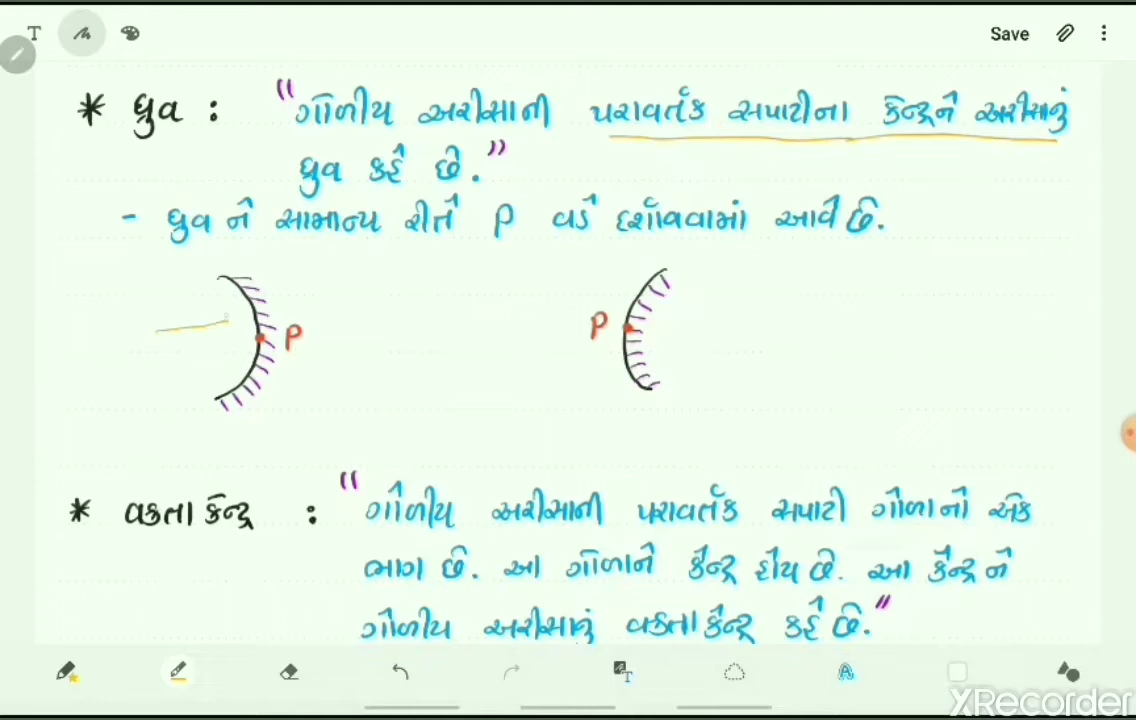 T Save
* ધ્રુવ : "ગોળીય અરીસાની પરાવર્તક સપાટીના કેન્દ્રને અરીસાનું
ધ્રુવ કહે છે."
- ધ્રુવ ને સામાન્ય રીતે P વડે દર્શાવવામાં આવે છે.
P P
* વક્રતા કેન્દ્ર : "ગોળીય અરીસાની પરાવર્તક સપાટી ગોળાનો એક
ભાગ છે. આ ગોળાને કેન્દ્ર હોય છે. આ કેન્દ્ર ને
ગોળીય અરીસાનું વક્રતા કેન્દ્ર કહે છે."
T A
XRecorder